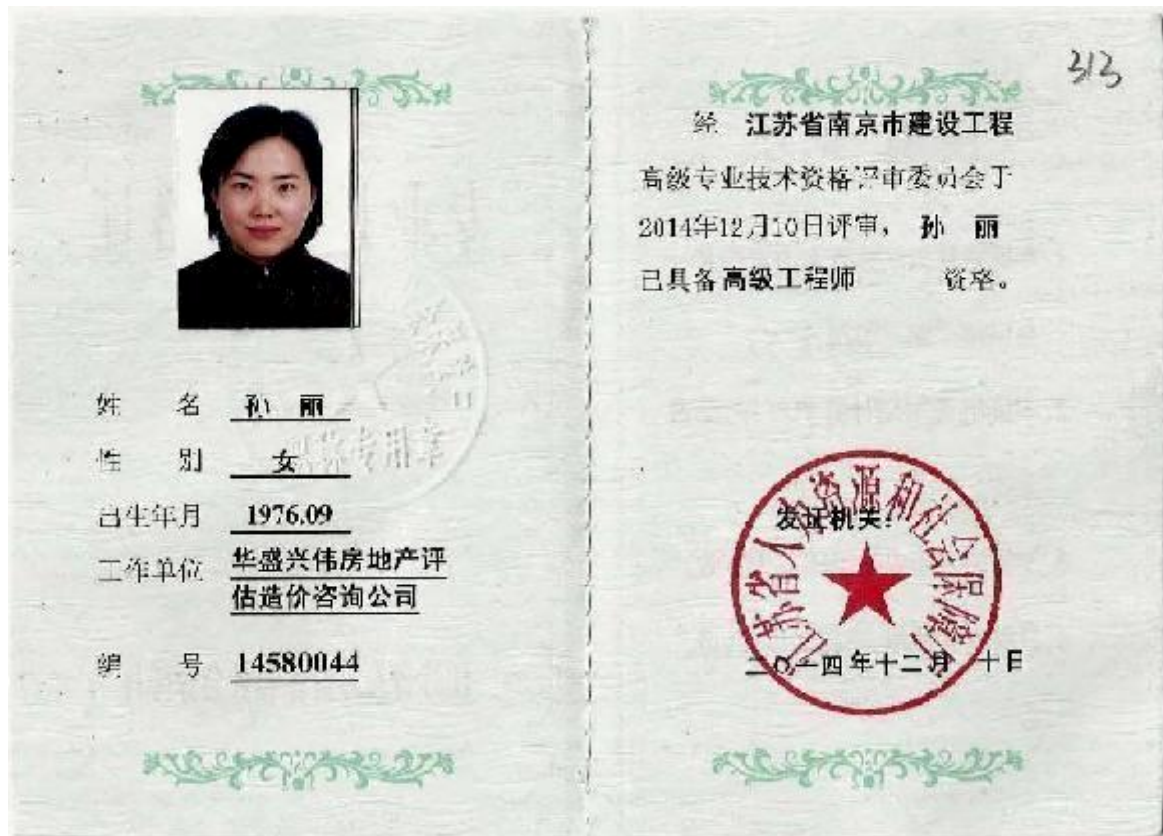 姓 名 孙 丽
性 别 女
出生年月 1976.09
工作单位 华盛兴伟房地产评
估造价咨询公司
编 号 14580044
职称专用章
313
经 江苏省南京市建设工程
高级专业技术资格评审委员会于
2014年12月10日评审， 孙 丽
已具备 高级工程师 资格。
江苏省人力资源和社会保障厅
发证机关：
二〇一四年十二月 十日